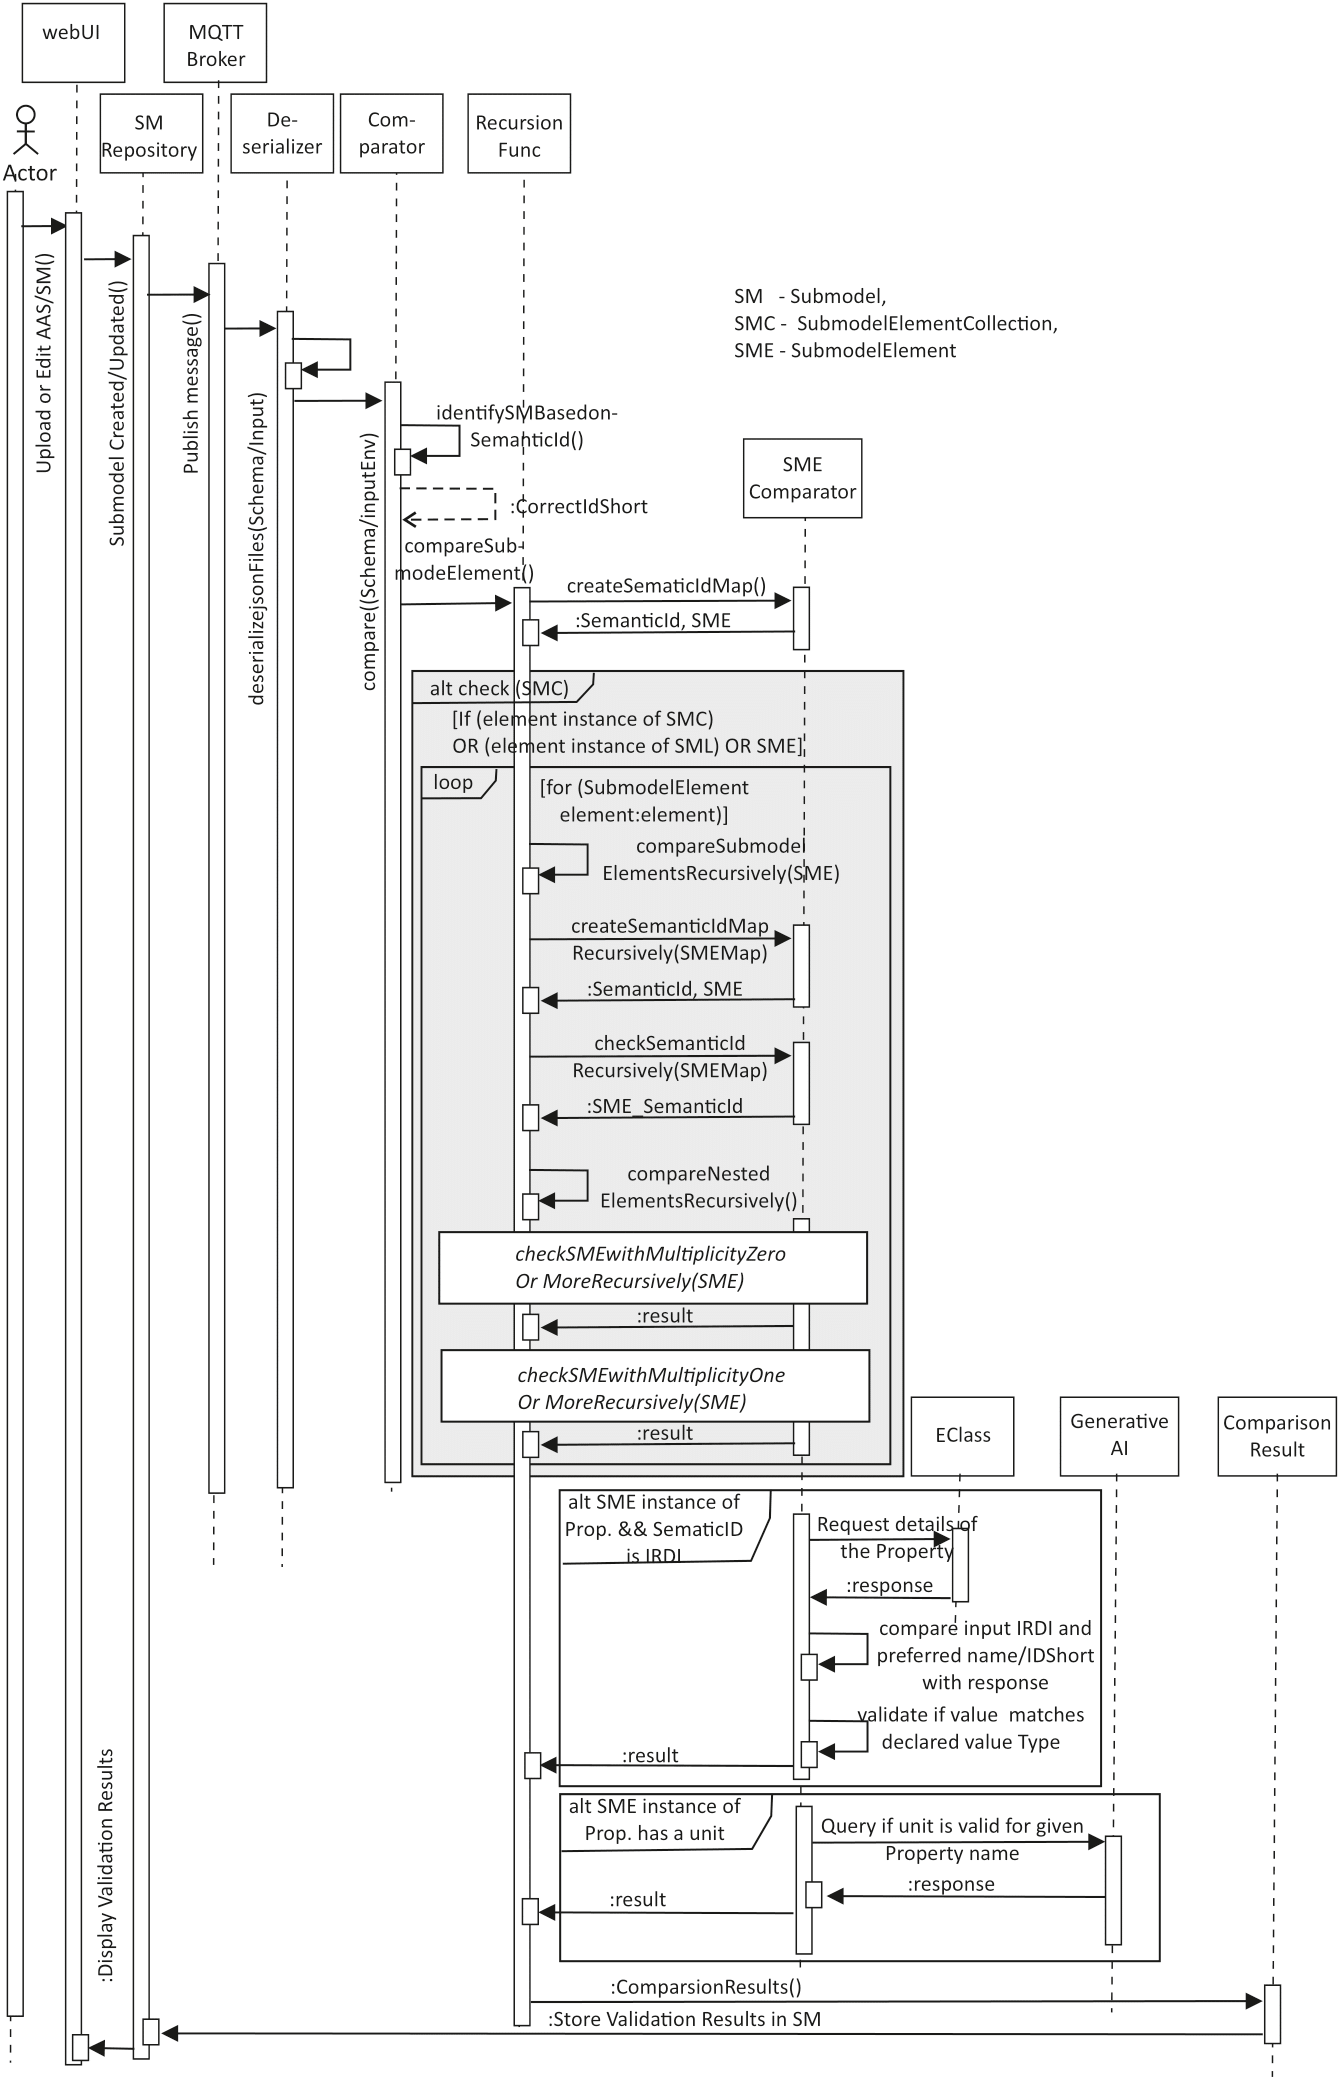 webUI
MQTT
Broker
Actor
SM
Repository
De-
serializer
Com-
parator
Recursion
Func
Upload or Edit AAS/SM()
Submodel Created/Updated()
Publish message()
deserializejsonFiles(Schema/Input)
compare((Schema/inputEnv)
SM - Submodel,
SMC - SubmodelElementCollection,
SME - SubmodelElement
identifySMBasedon-
SemanticId()
SME
Comparator
:CorrectIdShort
compareSub-
modeElement()
createSematicIdMap()
:SemanticId, SME
alt check (SMC)
[If (element instance of SMC)
OR (element instance of SML) OR SME]
loop
[for (SubmodelElement
element:element)]
compareSubmodel
ElementsRecursively(SME)
createSemanticIdMap
Recursively(SMEMap)
:SemanticId, SME
checkSemanticId
Recursively(SMEMap)
:SME_SemanticId
compareNested
ElementsRecursively()
checkSMEwithMultiplicityZero
Or MoreRecursively(SME)
:result
checkSMEwithMultiplicityOne
Or MoreRecursively(SME)
:result
EClass
Generative
AI
Comparison
Result
alt SME instance of
Prop. && SematicID
is IRDI
Request details of
the Property
:response
compare input IRDI and
preferred name/IDShort
with response
validate if value matches
declared value Type
:result
:Display Validation Results
alt SME instance of
Prop. has a unit
Query if unit is valid for given
Property name
:response
:result
:ComparsionResults()
:Store Validation Results in SM